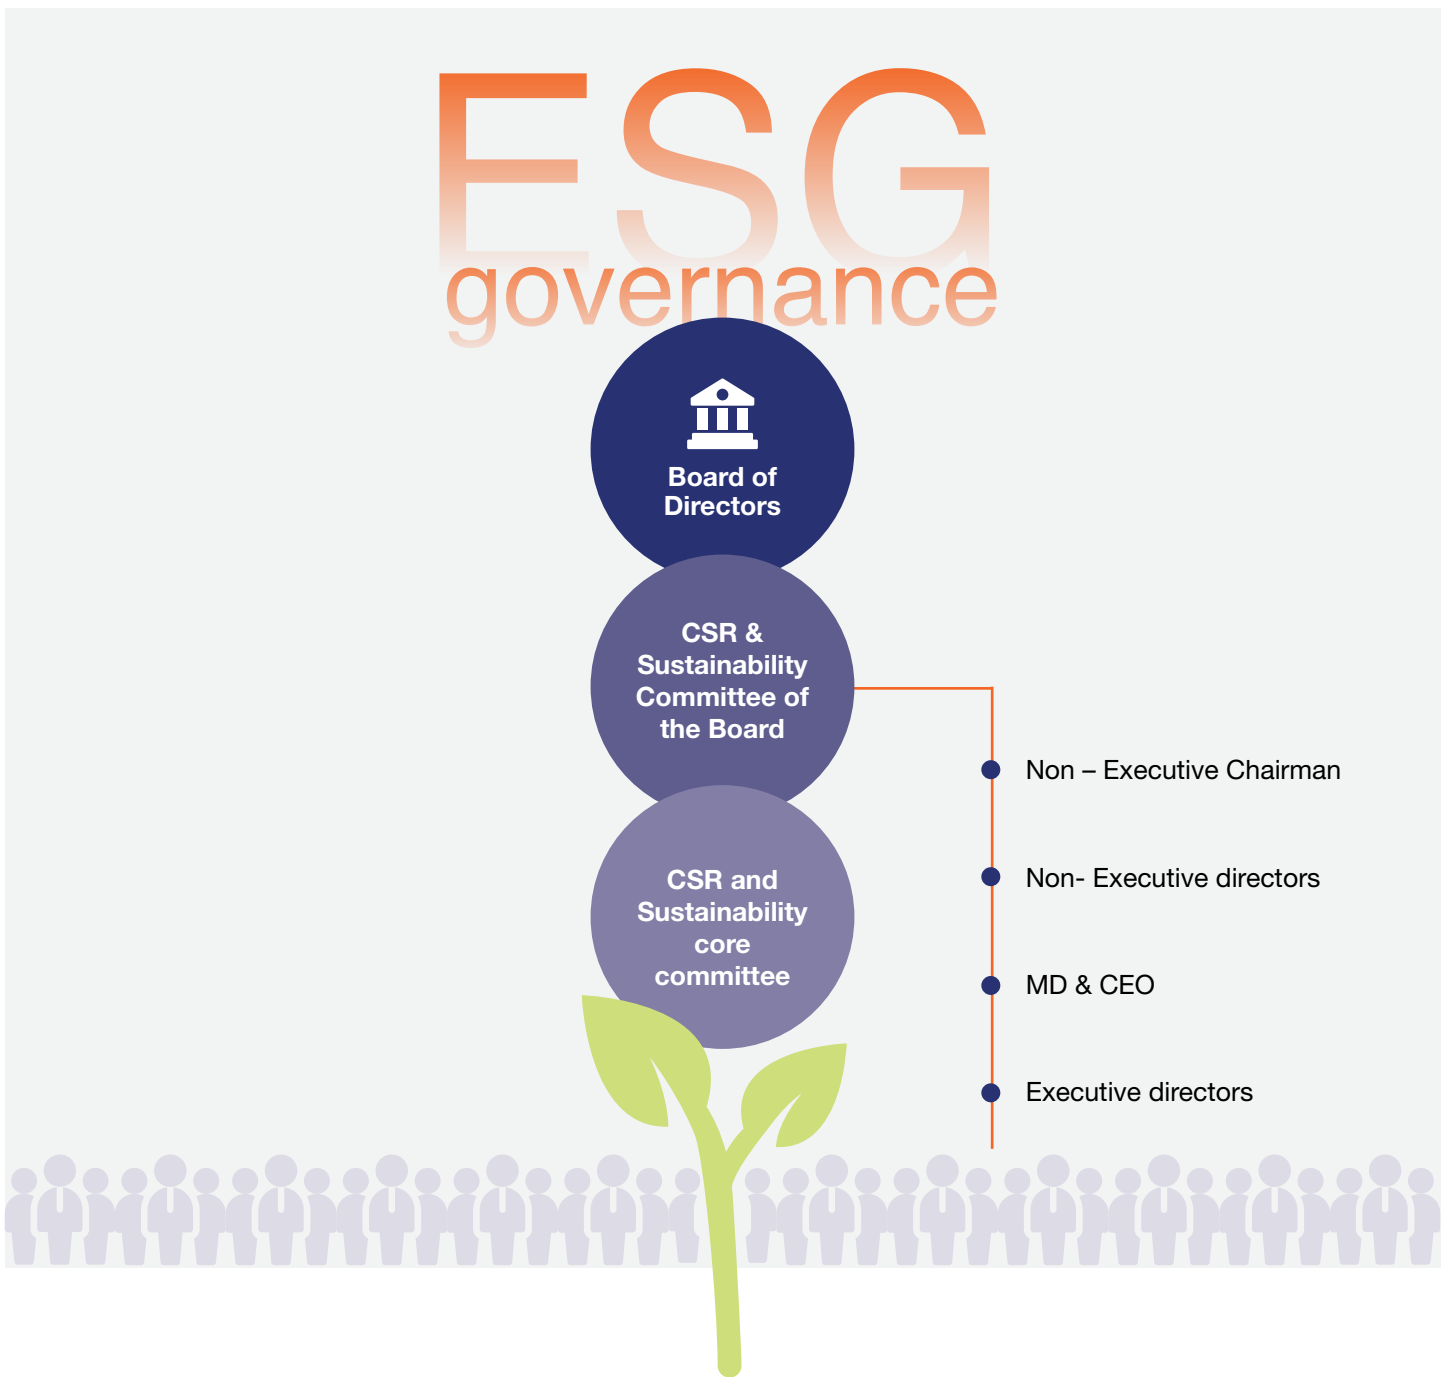 ESG
governance
Board of
Directors
CSR &
Sustainability
Committee of
the Board
CSR and
Sustainability
core
committee
Non – Executive Chairman
Non- Executive directors
MD & CEO
Executive directors